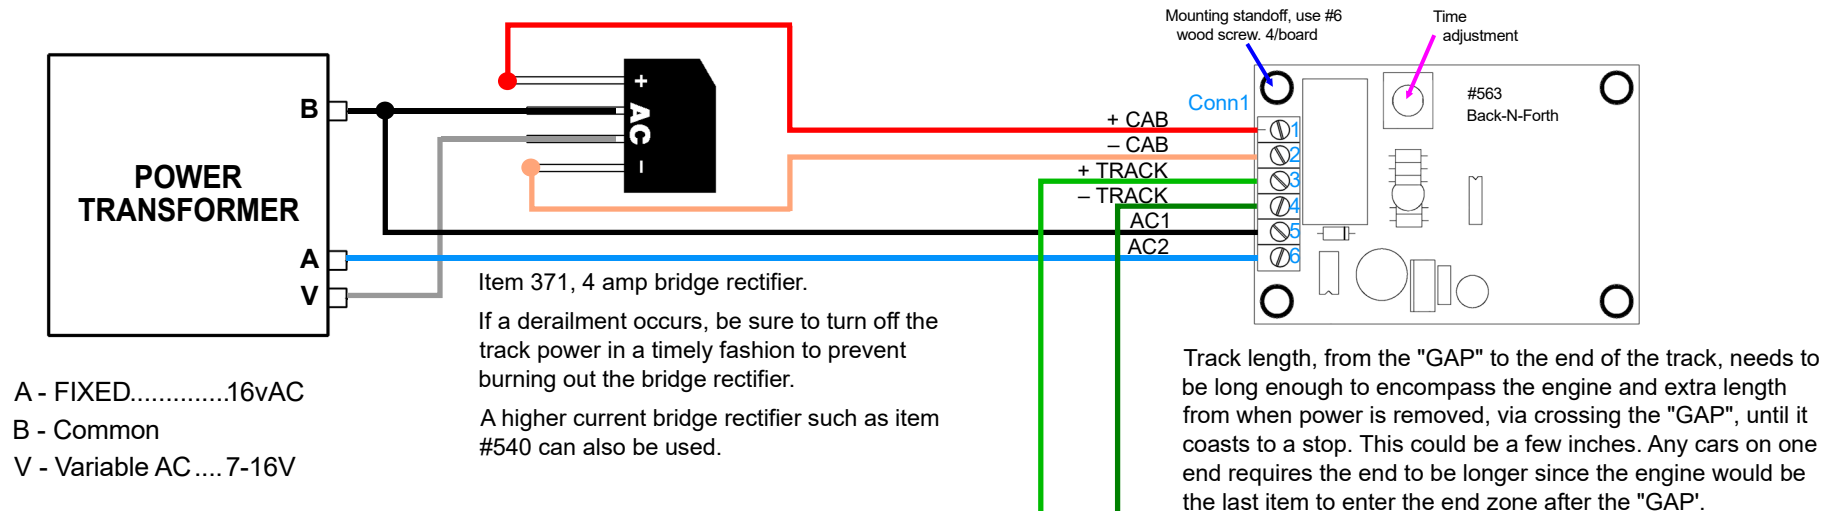 Mounting standoff, use #6
wood screw. 4/board
Time
adjustment
POWER
TRANSFORMER
B
A
V
+
AC
–
Conn1
+ CAB
– CAB
+ TRACK
– TRACK
AC1
AC2
1
2
3
4
5
6
#563
Back-N-Forth
A - FIXED..............16vAC
B - Common
V - Variable AC....7-16V
Item 371, 4 amp bridge rectifier.
If a derailment occurs, be sure to turn off the
track power in a timely fashion to prevent
burning out the bridge rectifier.
A higher current bridge rectifier such as item
#540 can also be used.
Track length, from the "GAP" to the end of the track, needs to
be long enough to encompass the engine and extra length
from when power is removed, via crossing the "GAP", until it
coasts to a stop. This could be a few inches. Any cars on one
end requires the end to be longer since the engine would be
the last item to enter the end zone after the "GAP'.